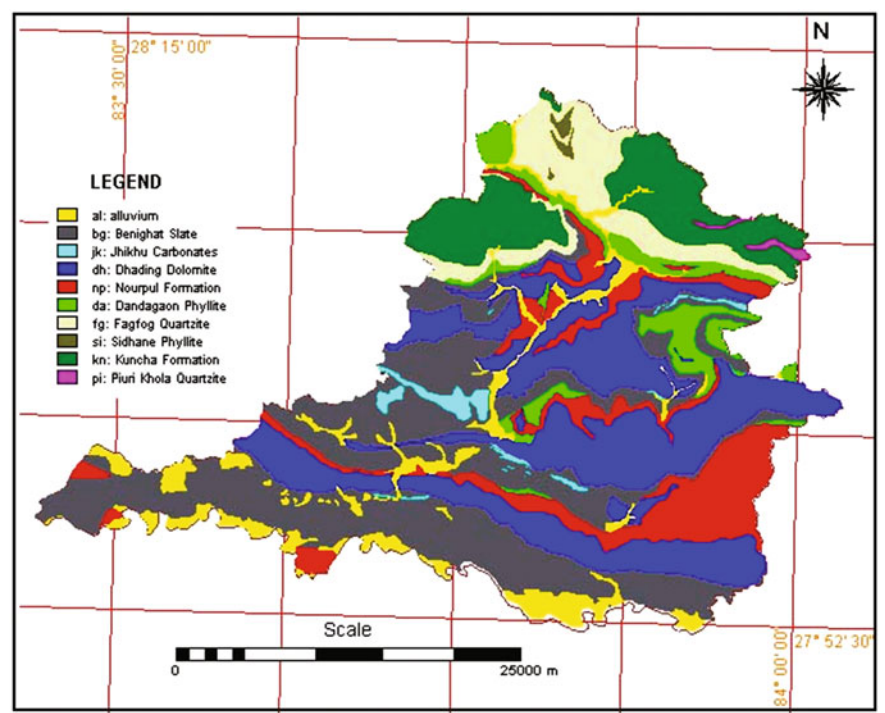 N
28° 15' 00"
83° 30' 00"
LEGEND
al: alluvium
bg: Benighat Slate
jk: Jhikhu Carbonates
dh: Dhading Dolomite
np: Nourpul Formation
da: Dandagaon Phyllite
fg: Fagfog Quartzite
si: Sidhane Phyllite
kn: Kuncha Formation
pi: Piuri Khola Quartzite
Scale
0 25000 m
84° 00' 00"
27° 52' 30"